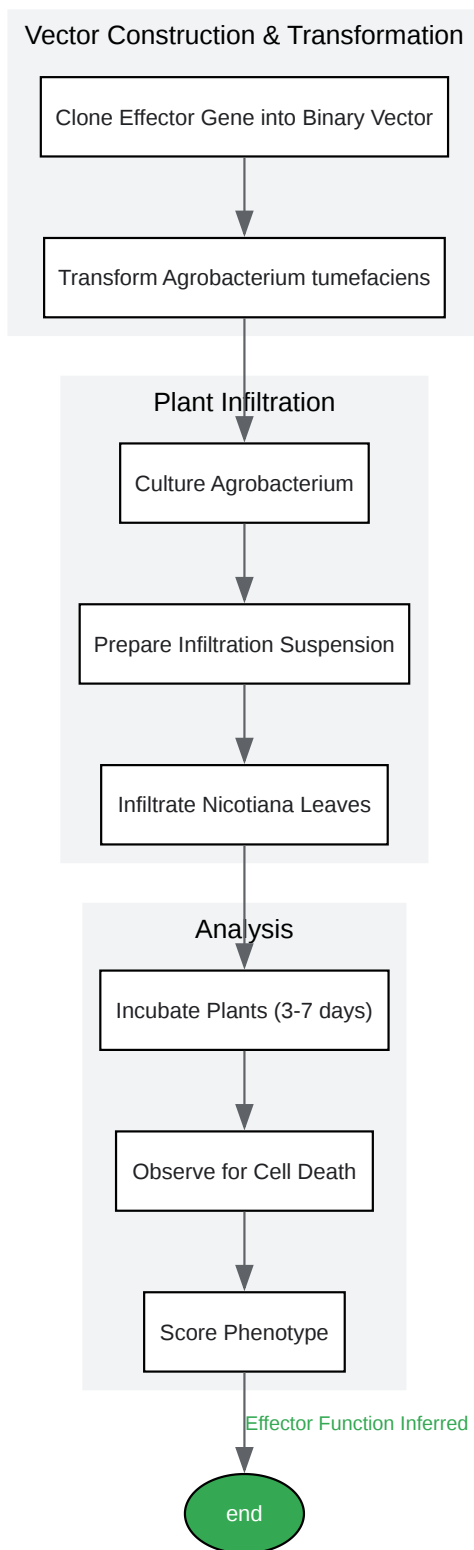 Vector Construction & Transformation
Clone Effector Gene into Binary Vector
Transform Agrobacterium tumefaciens
Plant Infiltration
Culture Agrobacterium
Prepare Infiltration Suspension
Infiltrate Nicotiana Leaves
Analysis
Incubate Plants (3-7 days)
Observe for Cell Death
Score Phenotype
Effector Function Inferred
end